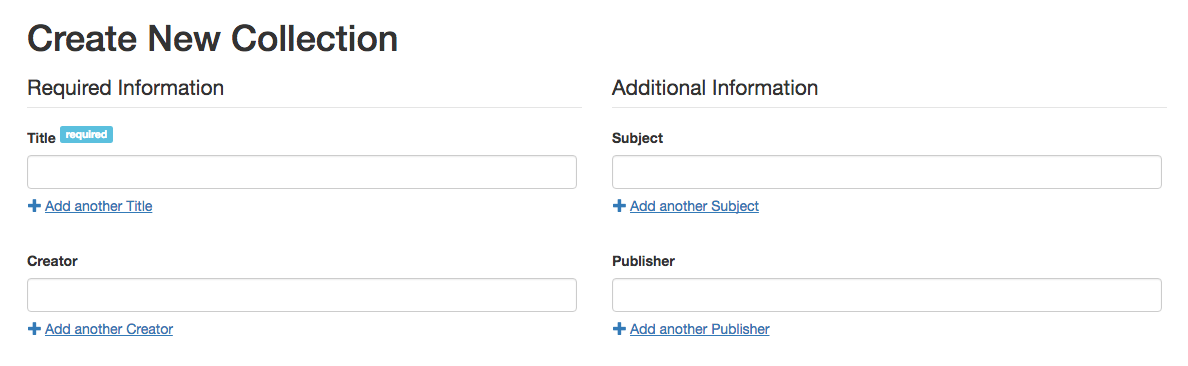 Create New Collection
Required Information
Title required
Add another Title
Creator
Add another Creator
Additional Information
Subject
Add another Subject
Publisher
Add another Publisher